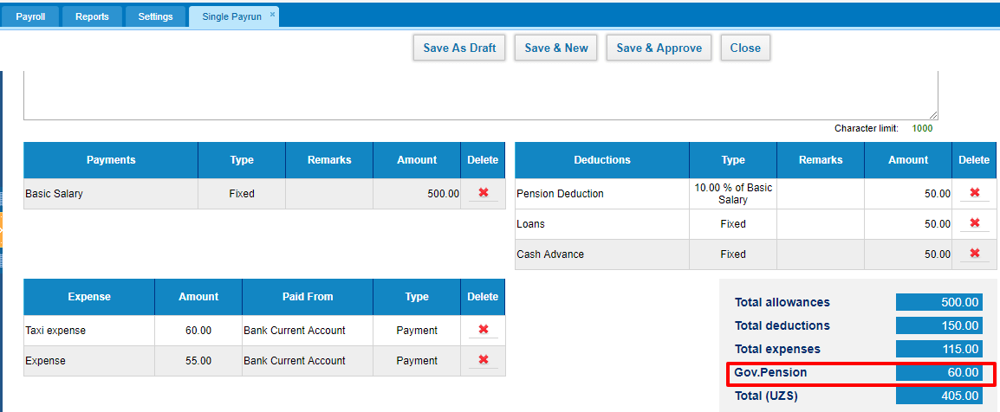 Payroll Reports Settings Single Payrun ×
Save As Draft Save & New Save & Approve Close
Character limit: 1000
Payments Type Remarks Amount Delete
Basic Salary Fixed 500.00
Deductions Type Remarks Amount Delete
Pension Deduction 10.00 % of Basic Salary 50.00
Loans Fixed 50.00
Cash Advance Fixed 50.00
Expense Amount Paid From Type Delete
Taxi expense 60.00 Bank Current Account Payment
Expense 55.00 Bank Current Account Payment
Total allowances 500.00
Total deductions 150.00
Total expenses 115.00
Gov.Pension 60.00
Total (UZS) 405.00